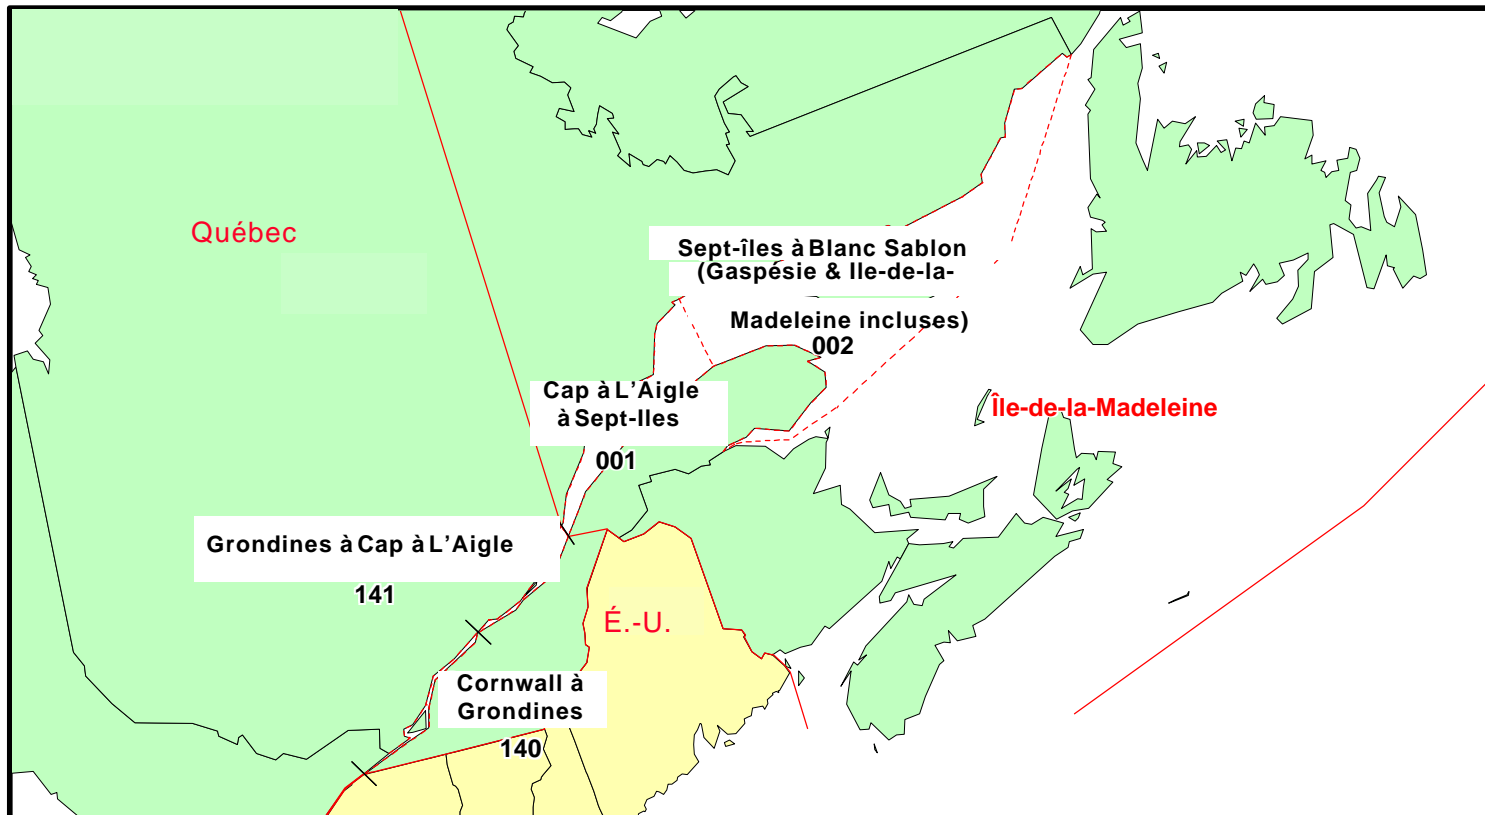 Québec
Sept-îles à Blanc Sablon
(Gaspésie & Ile-de-la-
Madeleine incluses)
002
Cap à L'Aigle
à Sept-Iles
001
Île-de-la-Madeleine
Grondines à Cap à L'Aigle
141
É.-U.
Cornwall à
Grondines
140